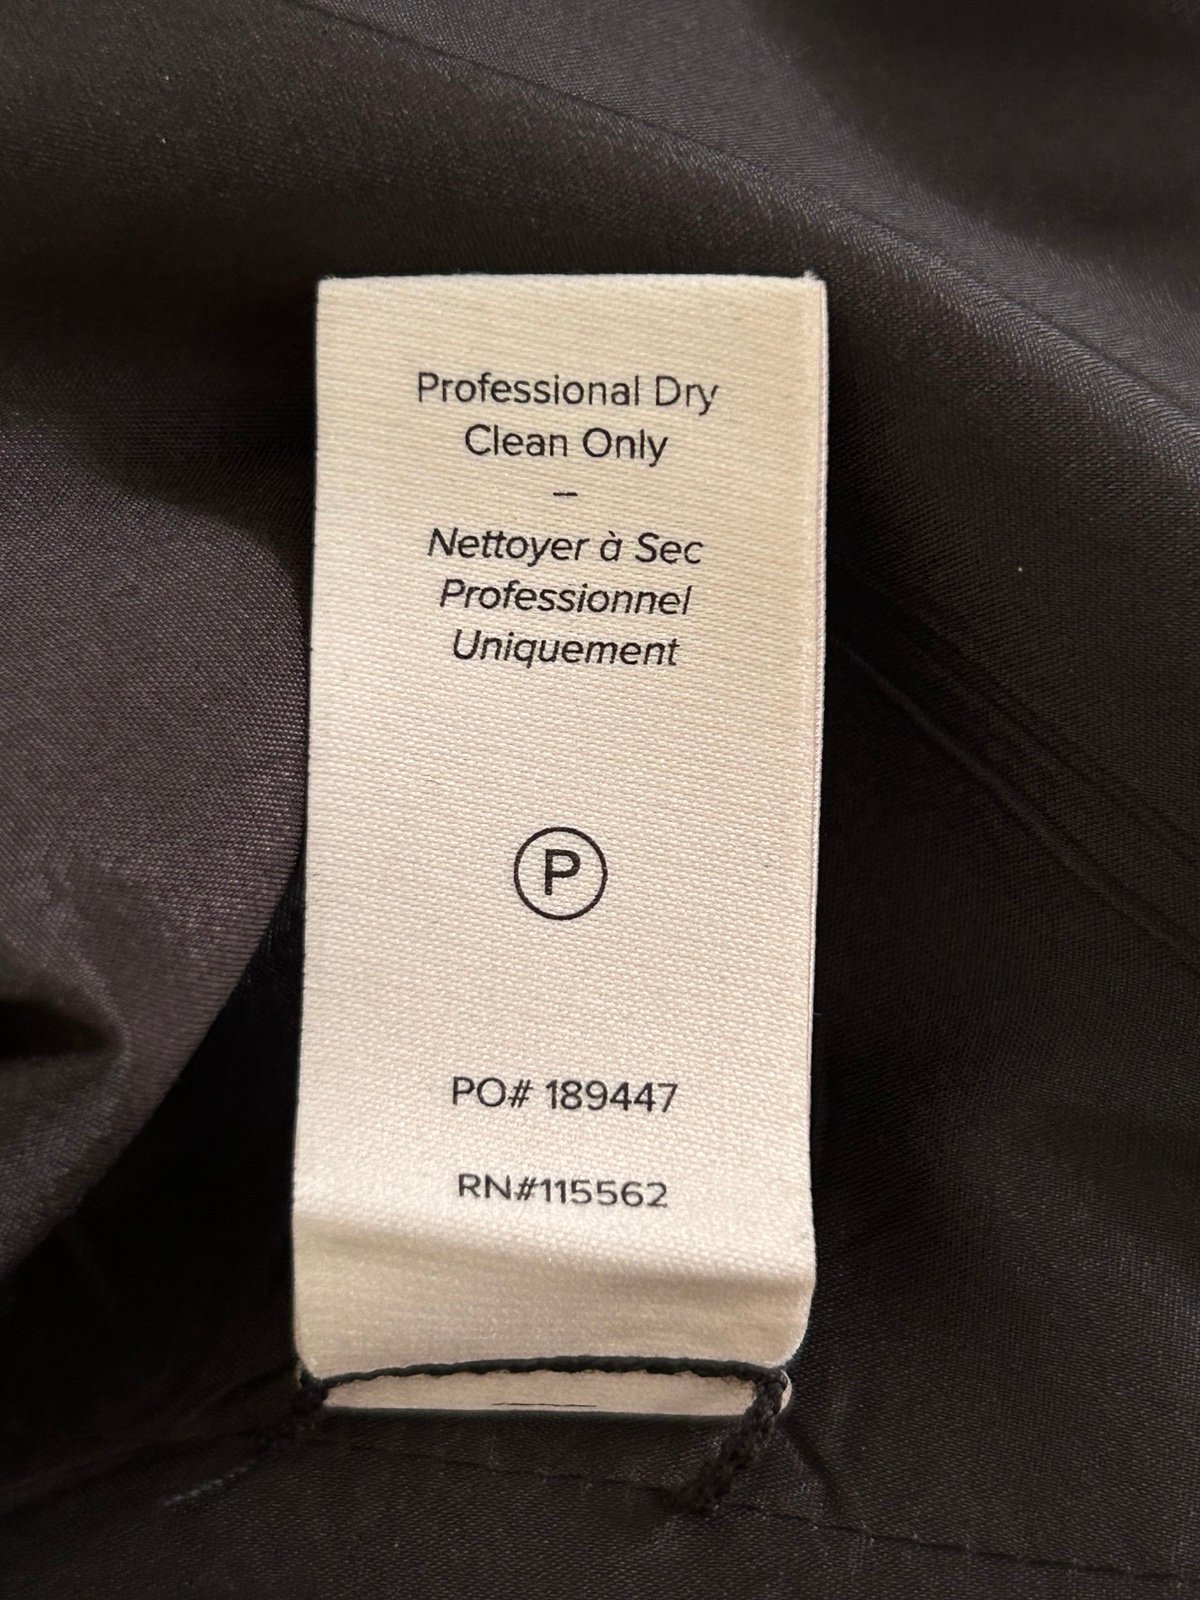 Professional Dry
Clean Only
–
Nettoyer à Sec
Professionnel
Uniquement
P
PO# 189447
RN#115562